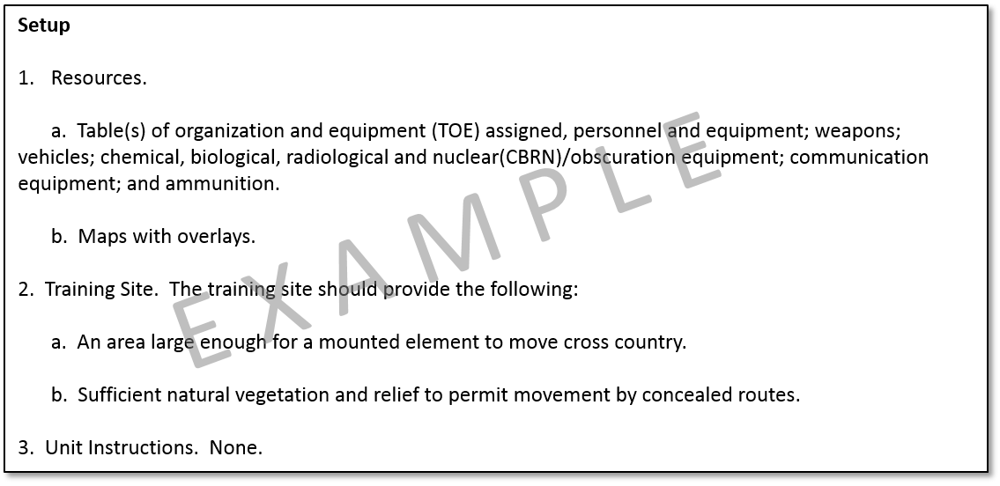 Setup
1. Resources.
a. Table(s) of organization and equipment (TOE) assigned, personnel and equipment; weapons;
vehicles; chemical, biological, radiological and nuclear(CBRN)/obscuration equipment; communication
equipment; and ammunition.
b. Maps with overlays.
2. Training Site. The training site should provide the following:
a. An area large enough for a mounted element to move cross country.
b. Sufficient natural vegetation and relief to permit movement by concealed routes.
3. Unit Instructions. None.
EXAMPLE